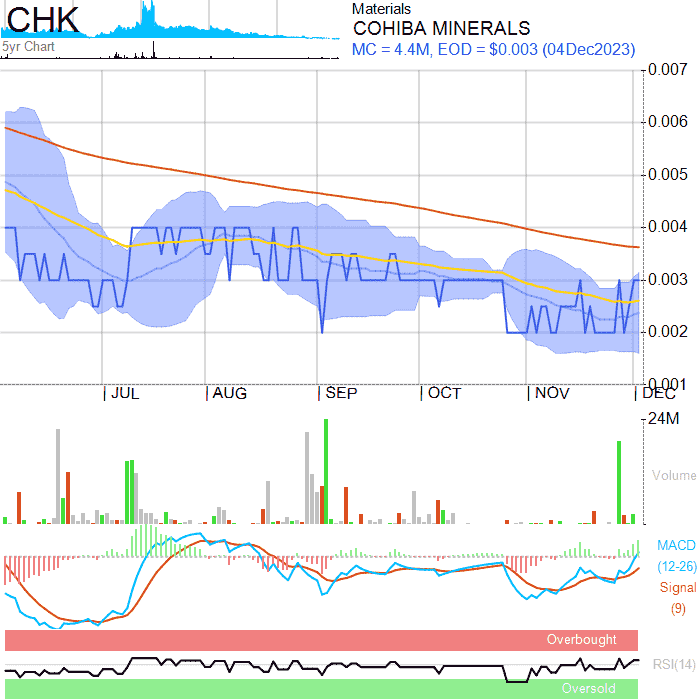 CHK
5yr Chart
Materials
COHIBA MINERALS
MC = 4.4M, EOD = $0.003 (04Dec2023)
0.007
0.006
0.005
0.004
0.003
0.002
0.001
JUL AUG SEP OCT NOV DEC
24M
Volume
MACD
(12-26)
Signal
(9)
Overbought
RSI(14)
Oversold